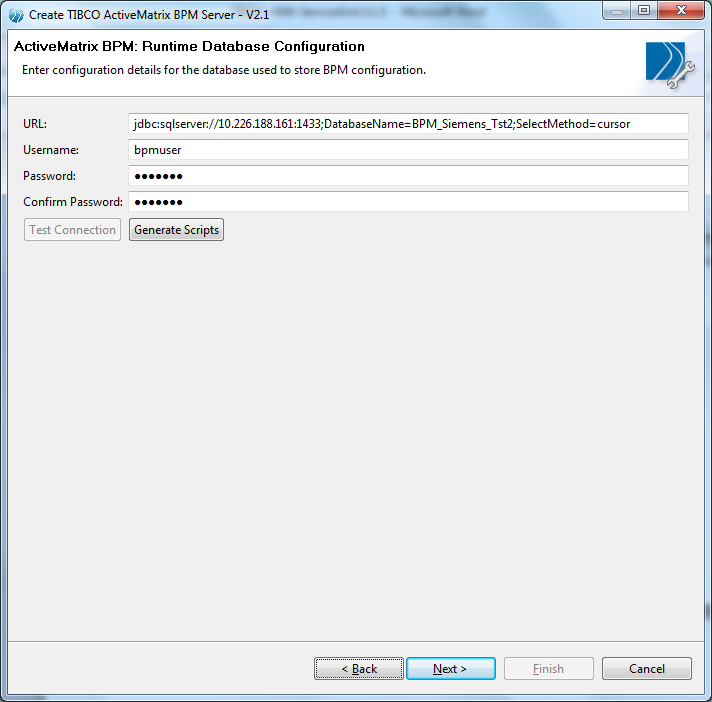 Create TIBCO ActiveMatrix BPM Server - V2.1
ActiveMatrix BPM: Runtime Database Configuration
Enter configuration details for the database used to store BPM configuration.
URL: jdbc:sqlserver://10.226.188.161:1433;DatabaseName=BPM_Siemens_Tst2;SelectMethod=cursor
Username: bpmuser
Password: ●●●●●●●
Confirm Password: ●●●●●●●
Test Connection Generate Scripts
< Back Next > Finish Cancel